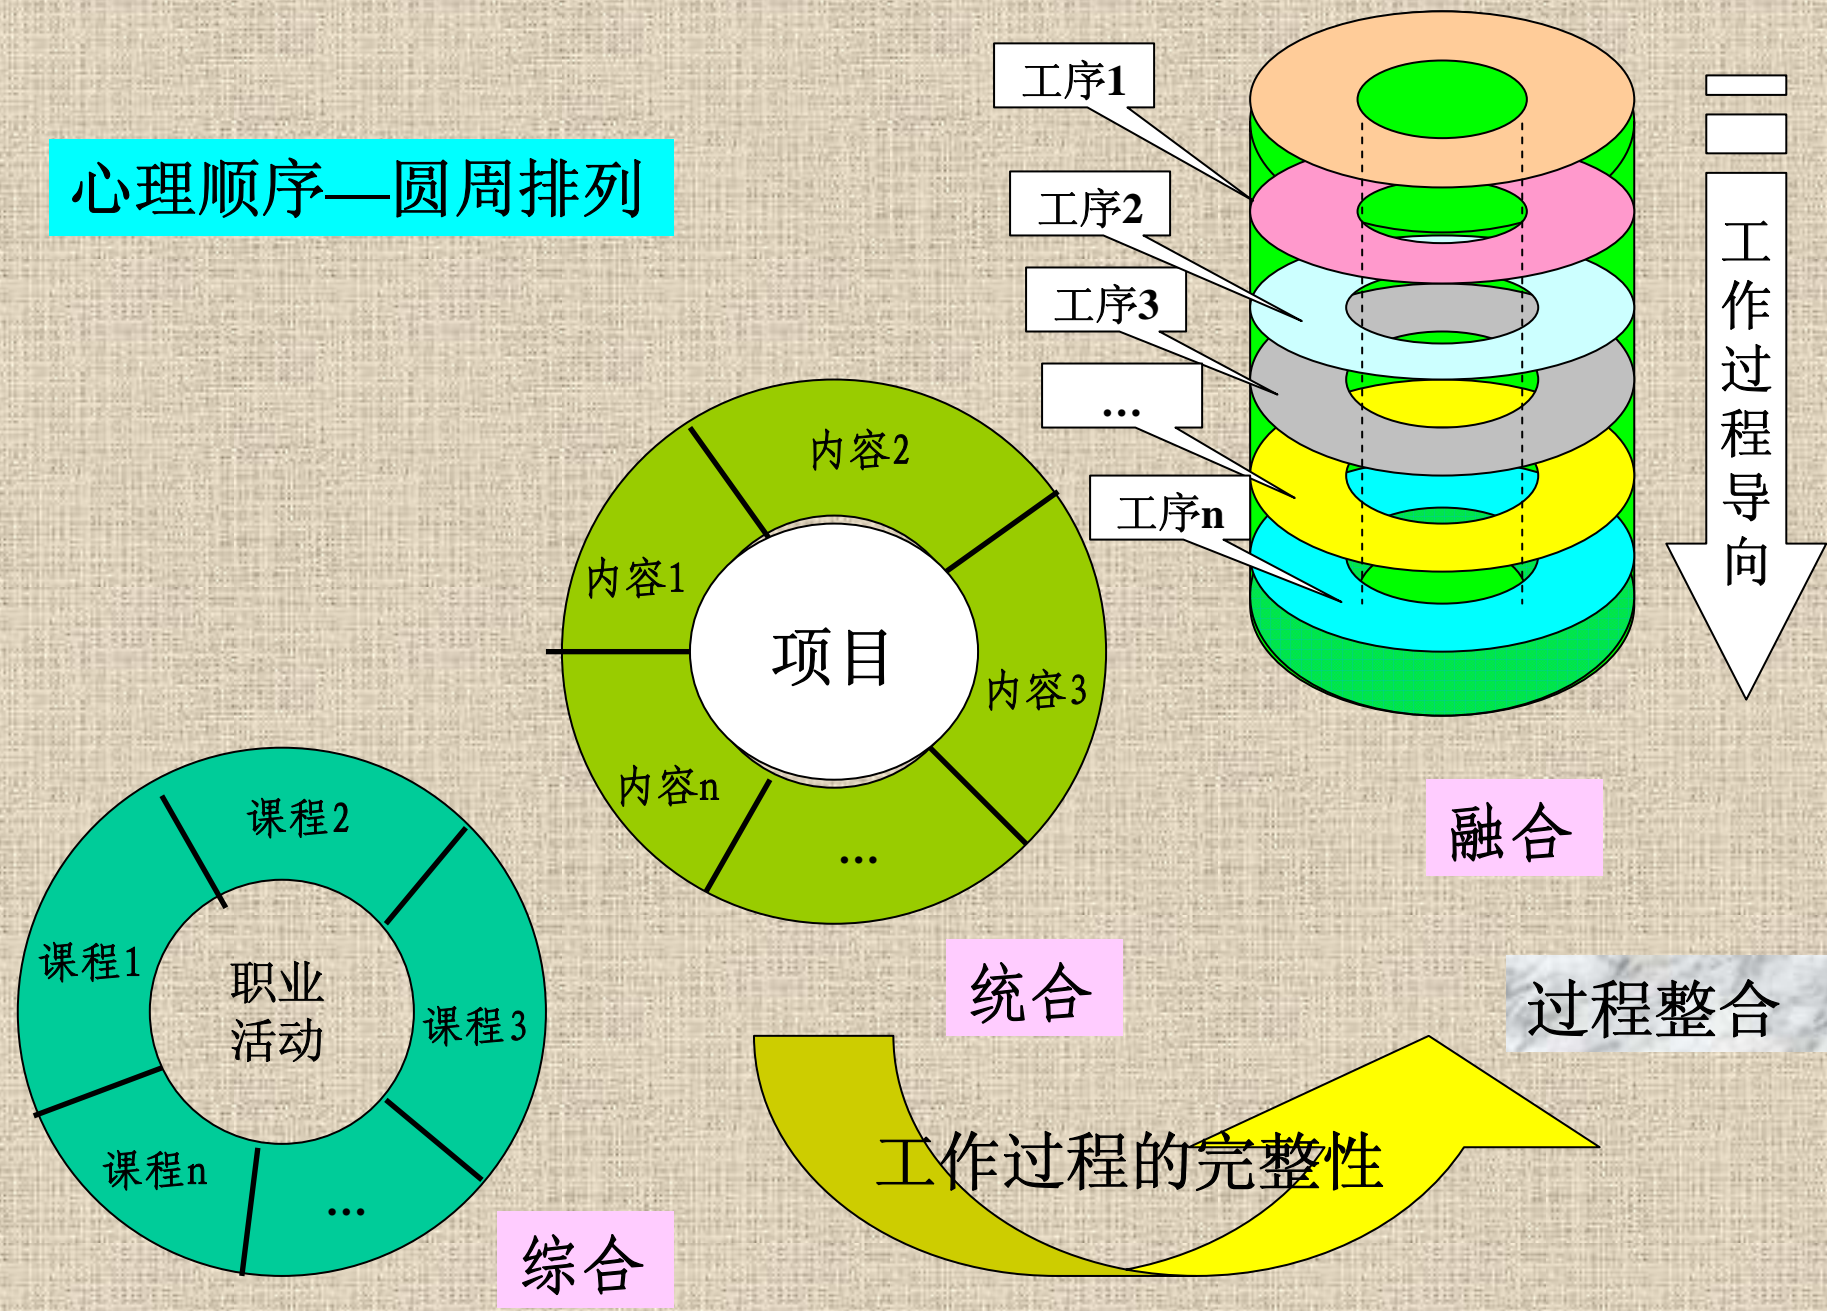 心理顺序—圆周排列
工序1
工序2
工序3
...
工序n
工作过程导向
内容1
内容2
内容3
...
内容n
项目
融合
课程1
课程2
课程3
...
课程n
职业
活动
综合
统合
过程整合
工作过程的完整性